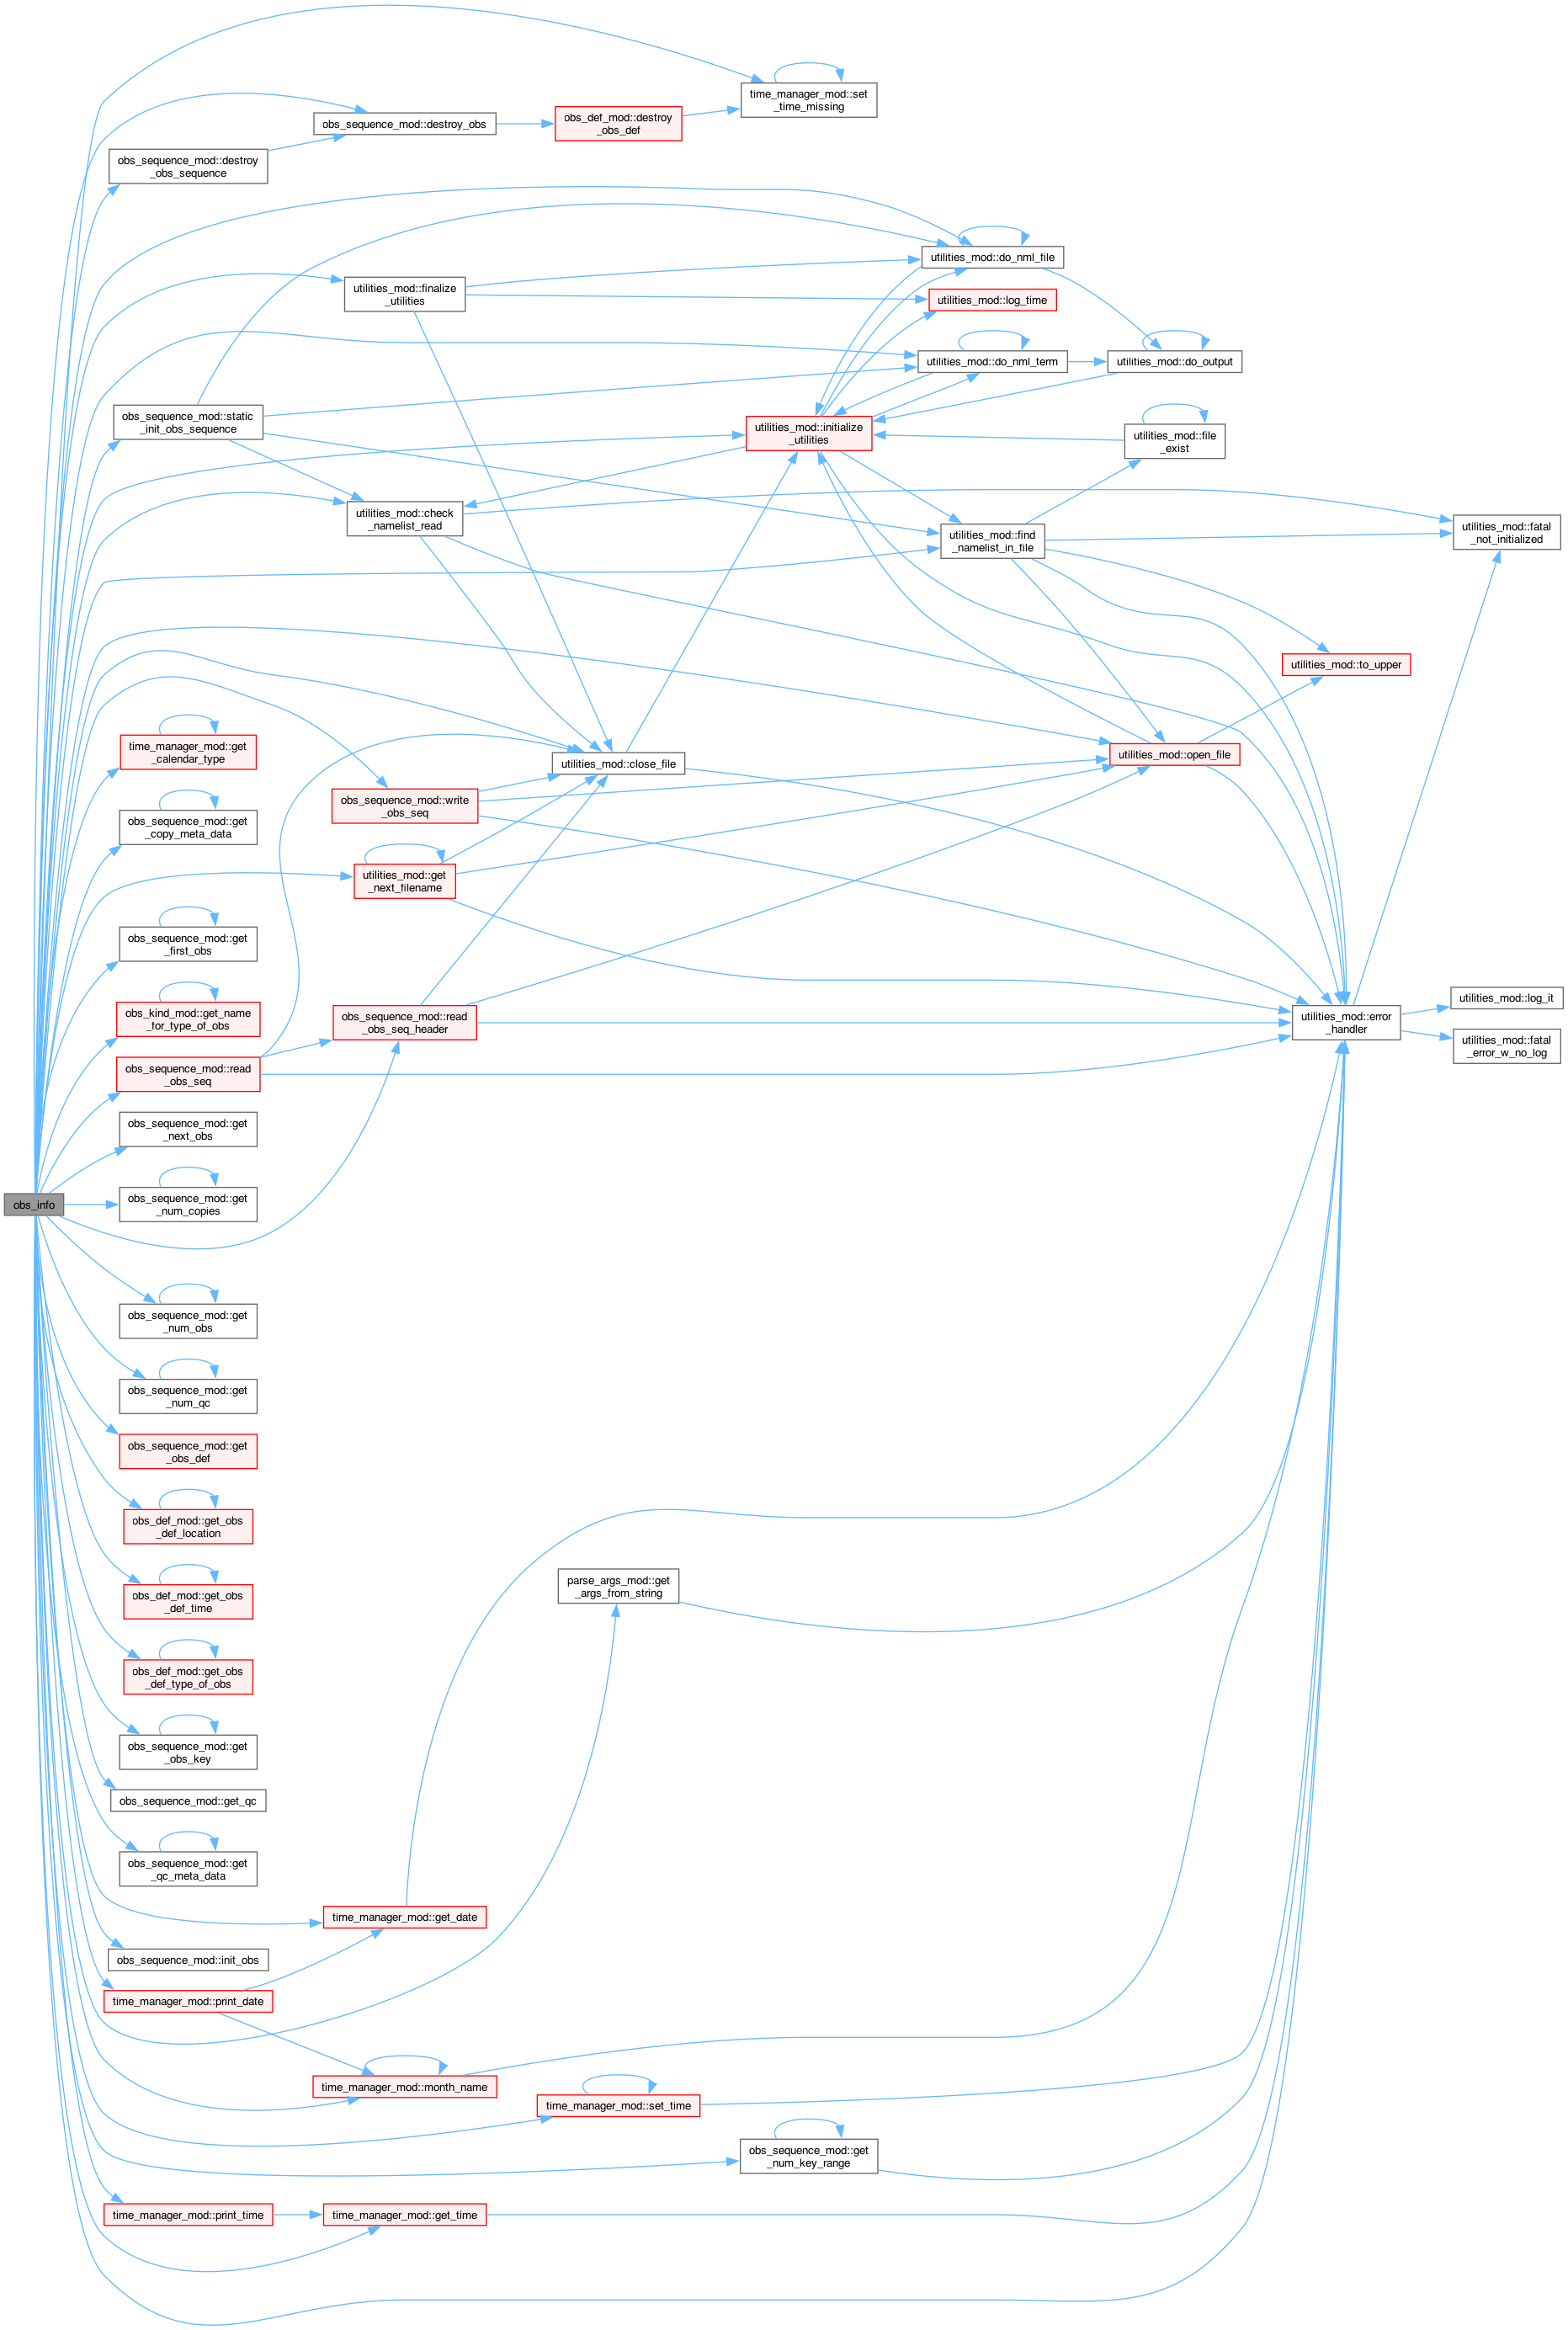 time_manager_mod::set
_time_missing
obs_sequence_mod::destroy_obs
obs_def_mod::destroy
_obs_def
obs_sequence_mod::destroy
_obs_sequence
utilities_mod::do_nml_file
utilities_mod::finalize
_utilities
utilities_mod::log_time
utilities_mod::do_nml_term
utilities_mod::do_output
obs_sequence_mod::static
_init_obs_sequence
utilities_mod::initialize
_utilities
utilities_mod::file
_exist
utilities_mod::check
_namelist_read
utilities_mod::find
_namelist_in_file
utilities_mod::fatal
_not_initialized
utilities_mod::to_upper
time_manager_mod::get
_calendar_type
utilities_mod::close_file
utilities_mod::open_file
obs_sequence_mod::write
_obs_seq
obs_sequence_mod::get
_copy_meta_data
utilities_mod::get
_next_filename
obs_sequence_mod::get
_first_obs
utilities_mod::log_it
obs_kind_mod::get_name
_for_type_of_obs
obs_sequence_mod::read
_obs_seq_header
utilities_mod::error
_handler
utilities_mod::fatal
_error_w_no_log
obs_sequence_mod::read
_obs_seq
obs_sequence_mod::get
_next_obs
obs_info
obs_sequence_mod::get
_num_copies
obs_sequence_mod::get
_num_obs
obs_sequence_mod::get
_num_qc
obs_sequence_mod::get
_obs_def
obs_def_mod::get_obs
_def_location
parse_args_mod::get
_args_from_string
obs_def_mod::get_obs
_def_time
obs_def_mod::get_obs
_def_type_of_obs
obs_sequence_mod::get
_obs_key
obs_sequence_mod::get_qc
obs_sequence_mod::get
_qc_meta_data
time_manager_mod::get_date
obs_sequence_mod::init_obs
time_manager_mod::print_date
time_manager_mod::month_name
time_manager_mod::set_time
obs_sequence_mod::get
_num_key_range
time_manager_mod::print_time
time_manager_mod::get_time